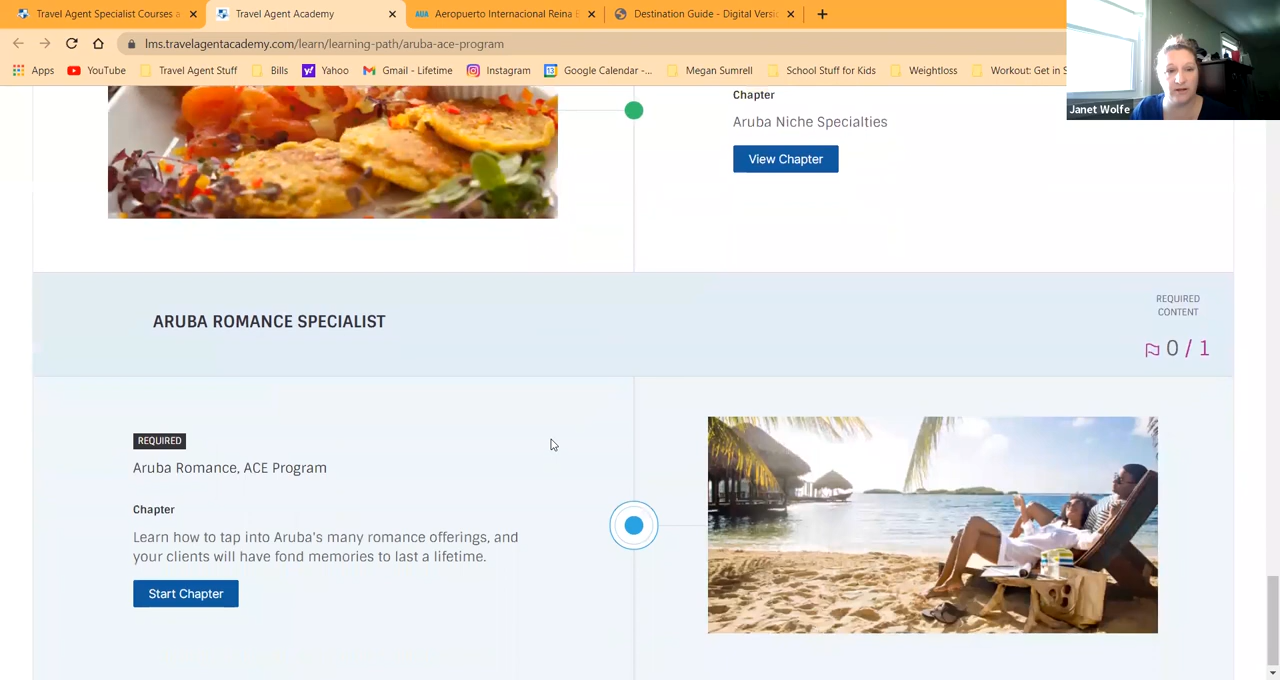 Travel Agent Specialist Courses a
Travel Agent Academy
AUA
Aeropuerto Internacional Reina B
Destination Guide - Digital Versi
lms.travelagentacademy.com/learn/learning-path/aruba-ace-program
Apps
YouTube
Travel Agent Stuff
Bills
Yahoo
Gmail - Lifetime
Instagram
Google Calendar -...
Megan Sumrell
School Stuff for Kids
Weightloss
Workout: Get in S
Janet Wolfe
Chapter
Aruba Niche Specialties
View Chapter
ARUBA ROMANCE SPECIALIST
REQUIRED
CONTENT
0 / 1
REQUIRED
Aruba Romance, ACE Program
Chapter
Learn how to tap into Aruba's many romance offerings, and
your clients will have fond memories to last a lifetime.
Start Chapter